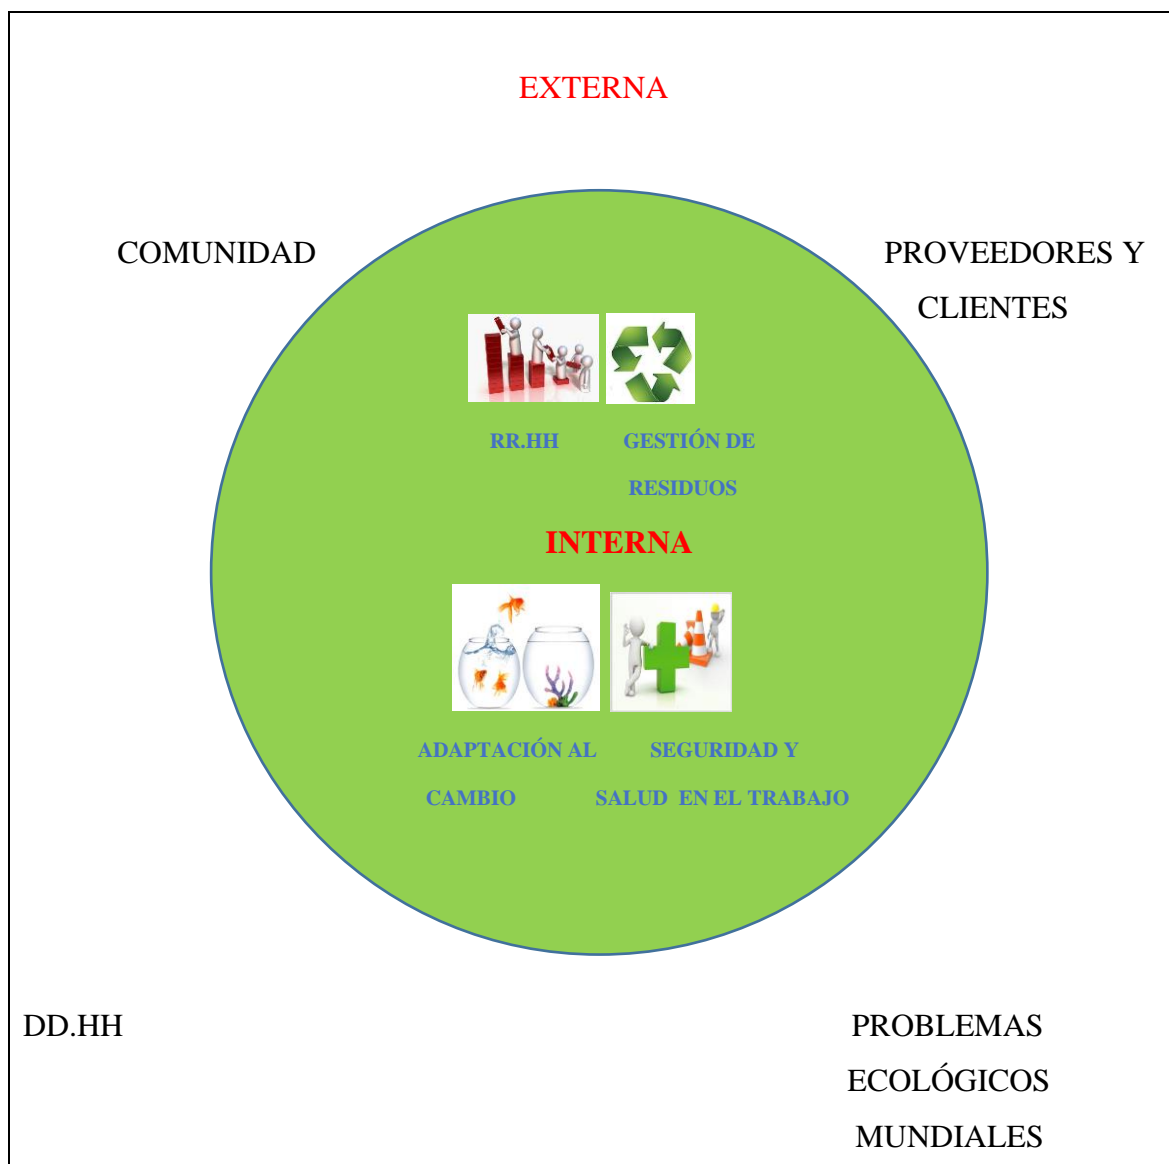 EXTERNA
COMUNIDAD
PROVEEDORES Y
CLIENTES
RR.HH GESTIÓN DE
RESIDUOS
INTERNA
ADAPTACIÓN AL SEGURIDAD Y
CAMBIO SALUD EN EL TRABAJO
DD.HH
PROBLEMAS
ECOLÓGICOS
MUNDIALES